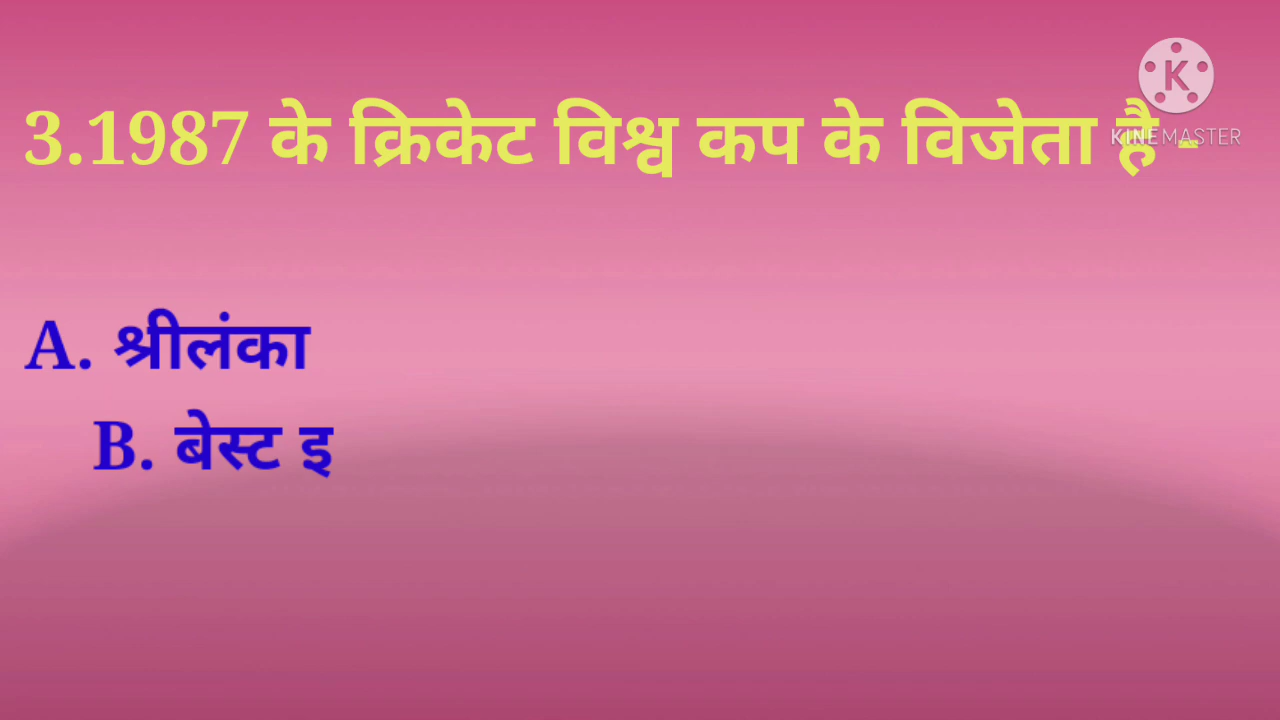 3.1987 के क्रिकेट विश्व कप के विजेता है -
K
KINEMASTER
A. श्रीलंका
B. बेस्ट इ